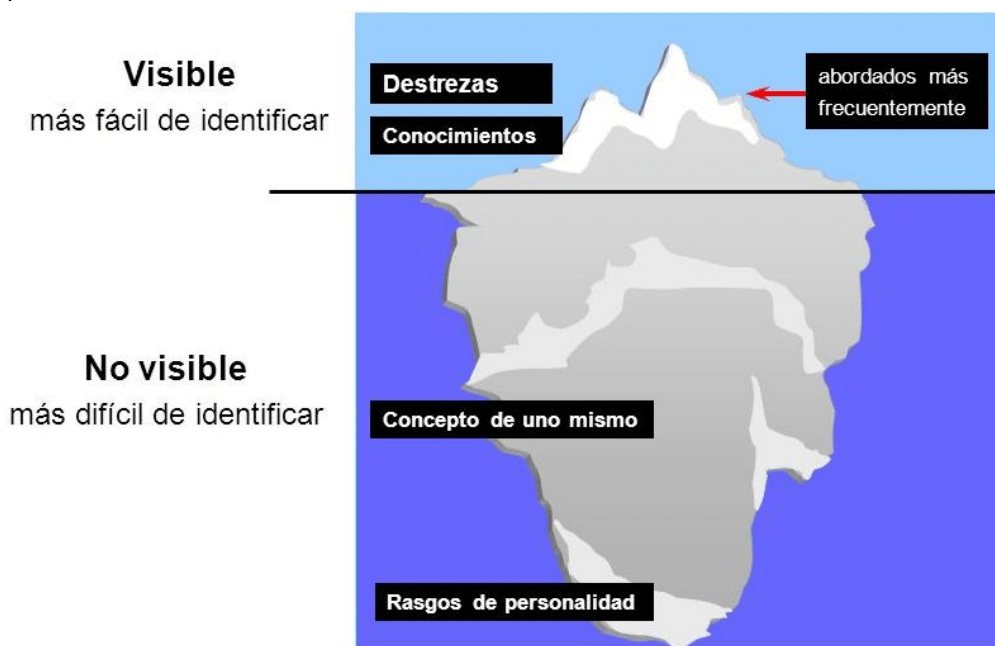 Visible
más fácil de identificar
Destrezas
Conocimientos
abordados más
frecuentemente
No visible
más difícil de identificar
Concepto de uno mismo
Rasgos de personalidad